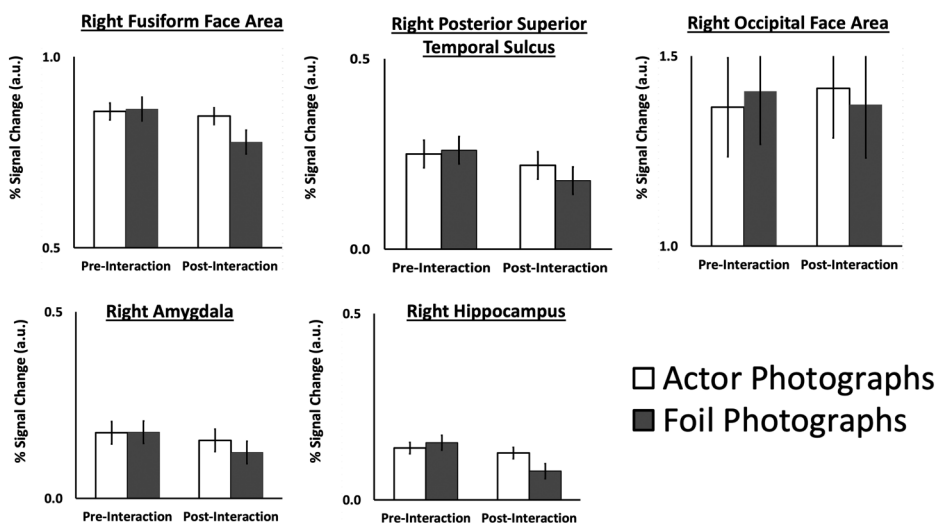 Right Fusiform Face Area
% Signal Change (a.u.)
1.0
0.5
Pre-Interaction Post-Interaction
Right Posterior Superior
Temporal Sulcus
% Signal Change (a.u.)
0.5
0.0
Pre-Interaction Post-Interaction
Right Occipital Face Area
% Signal Change (a.u.)
1.5
1.0
Pre-Interaction Post-Interaction
Right Amygdala
% Signal Change (a.u.)
0.5
0.0
Pre-Interaction Post-Interaction
Right Hippocampus
% Signal Change (a.u.)
0.5
0.0
Pre-Interaction Post-Interaction
Actor Photographs
Foil Photographs